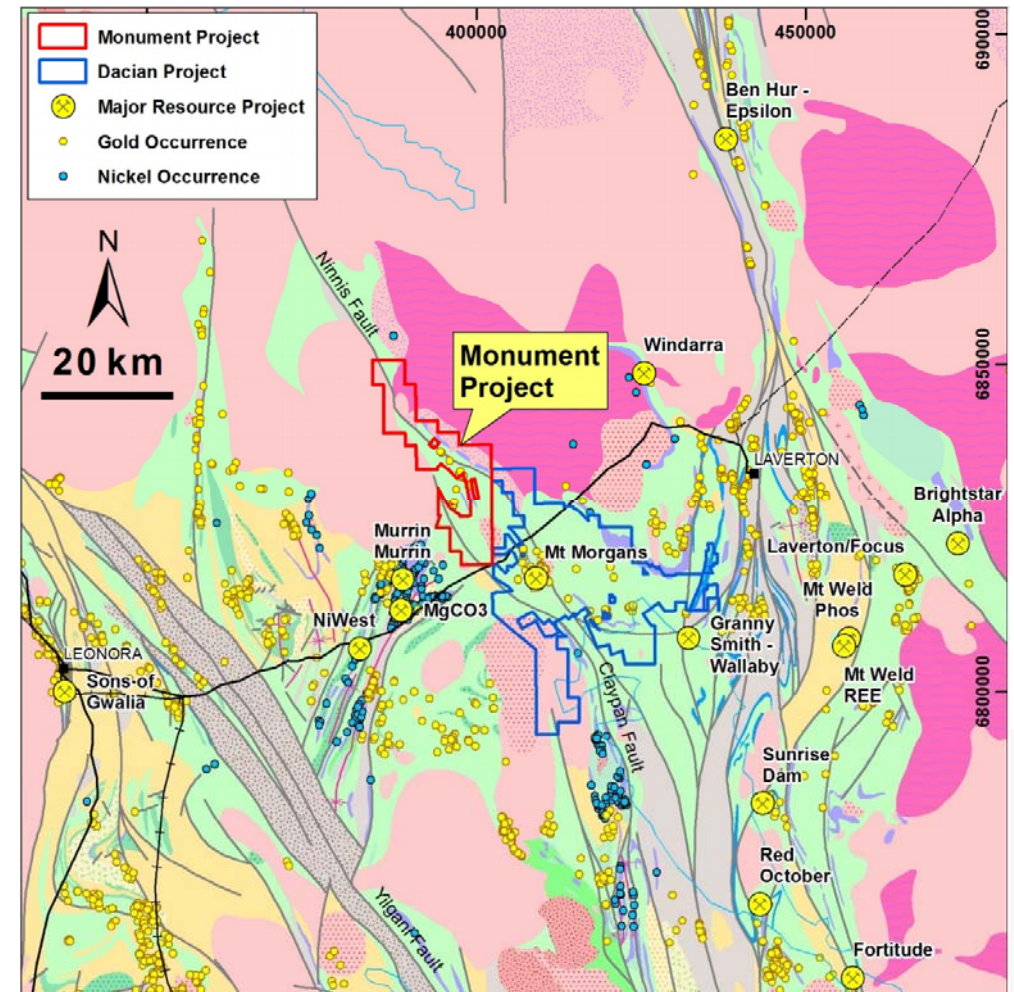 Monument Project
Dacian Project
Major Resource Project
Gold Occurrence
Nickel Occurrence
400000
450000
690000
Ben Hur -
Epsilon
N
20 km
Ninnis Fault
Monument
Project
Windarra
6850000
LAVERTON
Brightstar
Alpha
Murrin
Murrin
Mt Morgans
Laverton/Focus
MgCO3
Mt Weld
Phos
NiWest
Granny
Smith -
Wallaby
LEONORA
Sons of
Gwalia
Mt Weld
REE
6800000
Claypan Fault
Sunrise
Dam
Red
October
Yilgani Fault
Fortitude